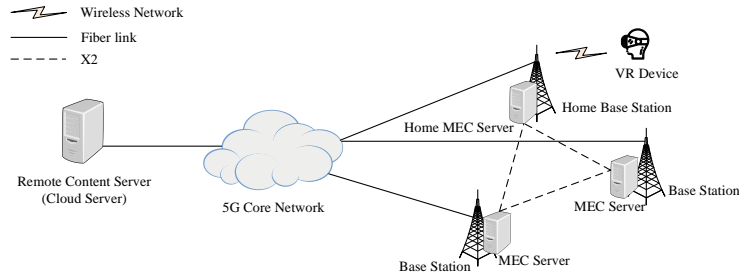 Wireless Network
Fiber link
X2
VR Device
Home Base Station
Home MEC Server
Remote Content Server
(Cloud Server)
5G Core Network
Base Station
MEC Server
MEC Server
Base Station